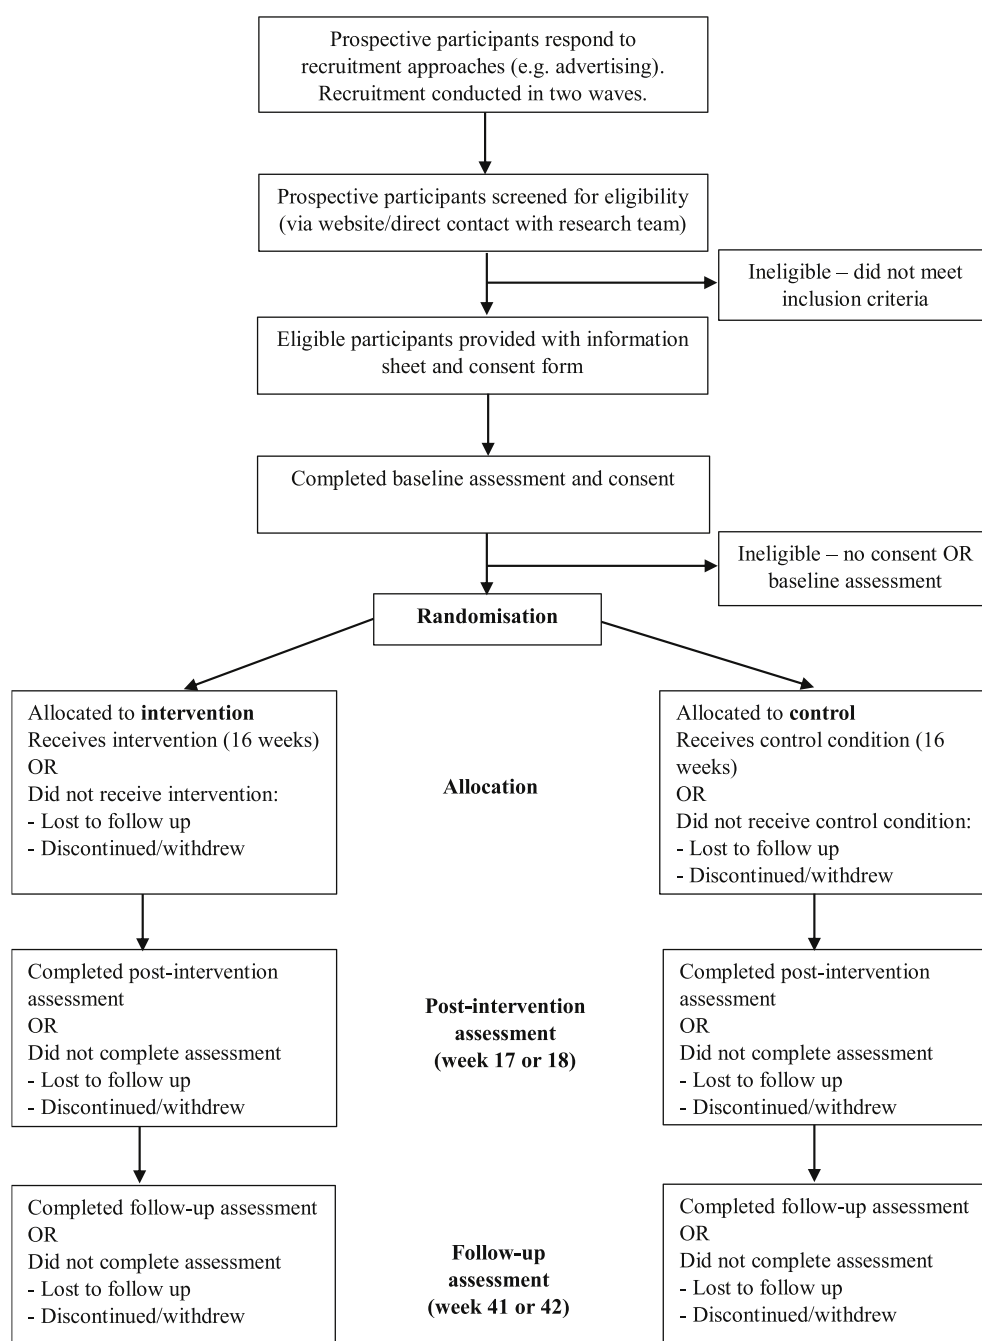 Prospective participants respond to
recruitment approaches (e.g. advertising).
Recruitment conducted in two waves.
Prospective participants screened for eligibility
(via website/direct contact with research team)
Ineligible – did not meet
inclusion criteria
Eligible participants provided with information
sheet and consent form
Completed baseline assessment and consent
Ineligible – no consent OR
baseline assessment
Randomisation
Allocated to intervention
Receives intervention (16 weeks)
OR
Did not receive intervention:
- Lost to follow up
- Discontinued/withdrew
Allocation
Allocated to control
Receives control condition (16
weeks)
OR
Did not receive control condition:
- Lost to follow up
- Discontinued/withdrew
Completed post-intervention
assessment
OR
Did not complete assessment
- Lost to follow up
- Discontinued/withdrew
Post-intervention
assessment
(week 17 or 18)
Completed post-intervention
assessment
OR
Did not complete assessment
- Lost to follow up
- Discontinued/withdrew
Completed follow-up assessment
OR
Did not complete assessment
- Lost to follow up
- Discontinued/withdrew
Follow-up
assessment
(week 41 or 42)
Completed follow-up assessment
OR
Did not complete assessment
- Lost to follow up
- Discontinued/withdrew